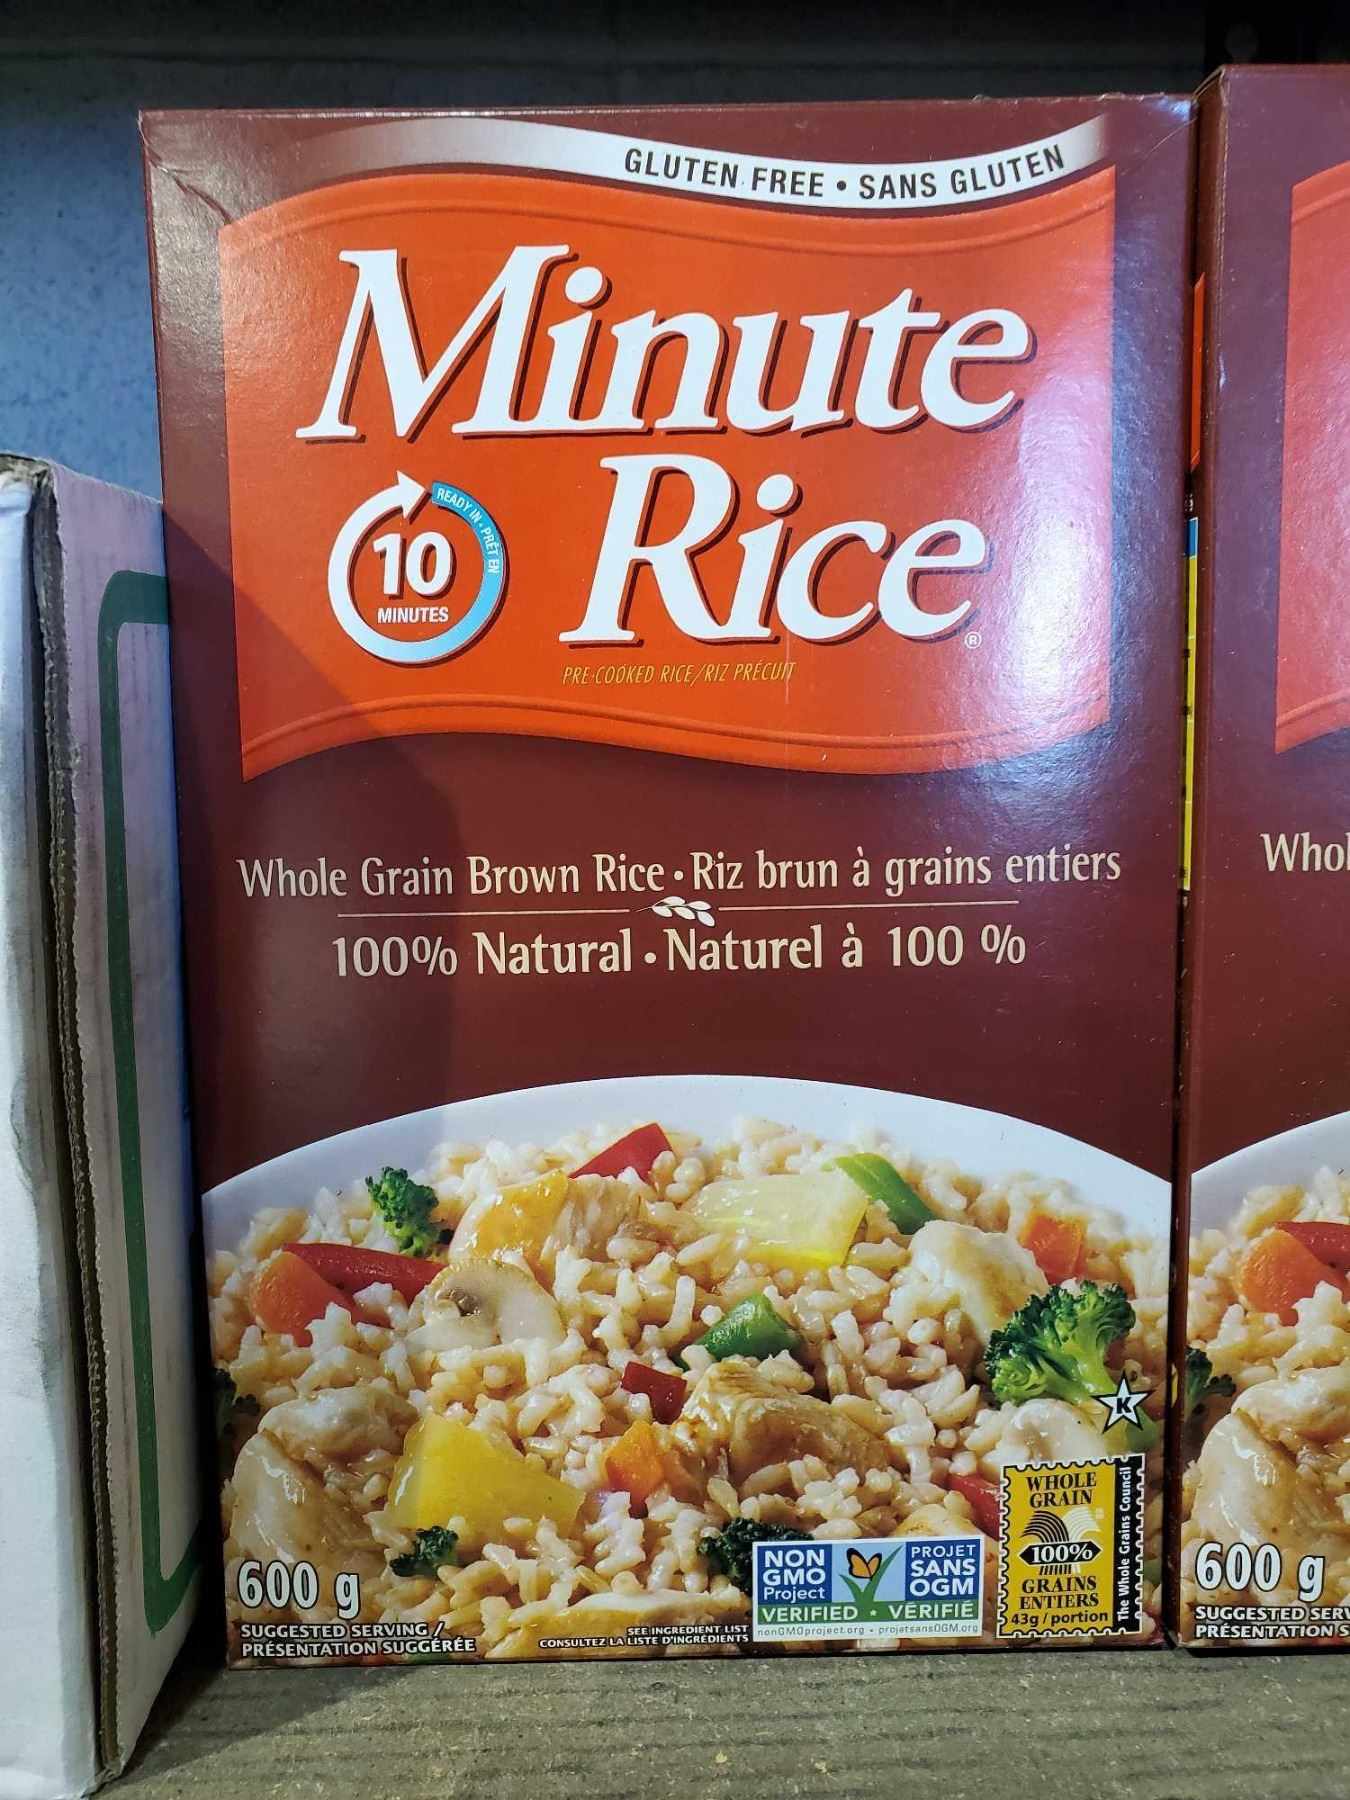 GLUTEN FREE • SANS GLUTEN
Minute
Rice®
READY IN • PRÊT EN
10
MINUTES
PRE-COOKED RICE/RIZ PRÉCUIT
Whole Grain Brown Rice • Riz brun à grains entiers
100% Natural • Naturel à 100 %
K
WHOLE
GRAIN
100%
GRAINS
ENTIERS
43g / portion
The Whole Grains Council
NON
GMO
Project
VERIFIED
PROJET
SANS
OGM
VÉRIFIÉ
nonGMOproject.org • projetsansOGM.org
600 g
SUGGESTED SERVING /
PRÉSENTATION SUGGÉRÉE
SEE INGREDIENT LIST
CONSULTEZ LA LISTE D'INGRÉDIENTS
Whol
600 g
SUGGESTED SERV
PRÉSENTATION S